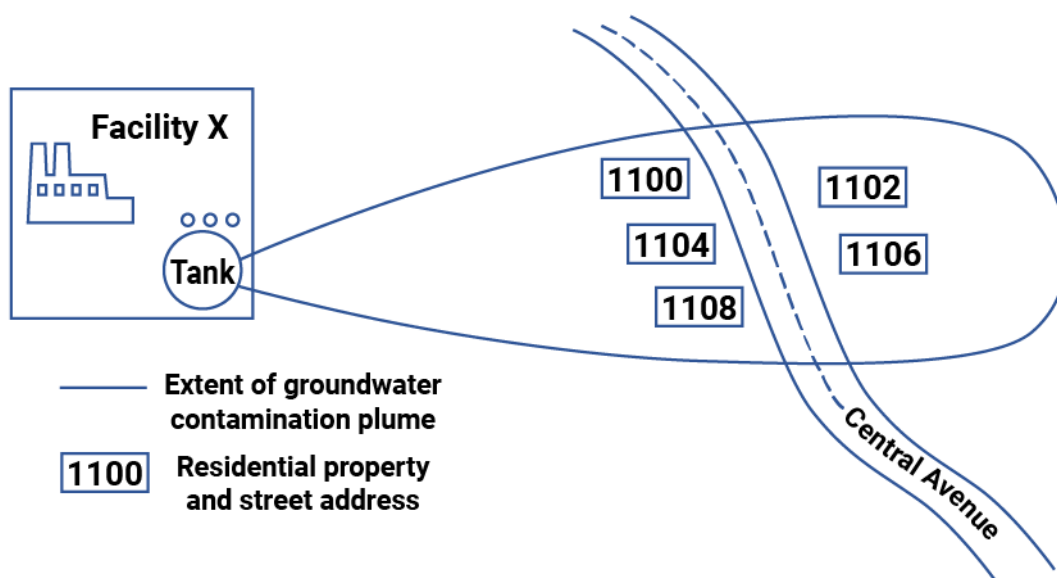 Facility X
Tank
1100
1104
1108
1102
1106
Central Avenue
Extent of groundwater
contamination plume
1100
Residential property
and street address